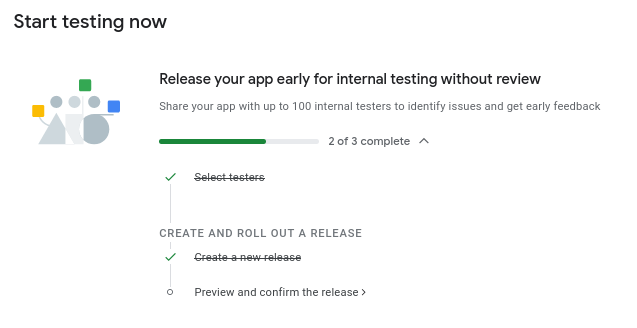 Start testing now
Release your app early for internal testing without review
Share your app with up to 100 internal testers to identify issues and get early feedback
2 of 3 complete
Select testers
CREATE AND ROLL OUT A RELEASE
Create a new release
Preview and confirm the release